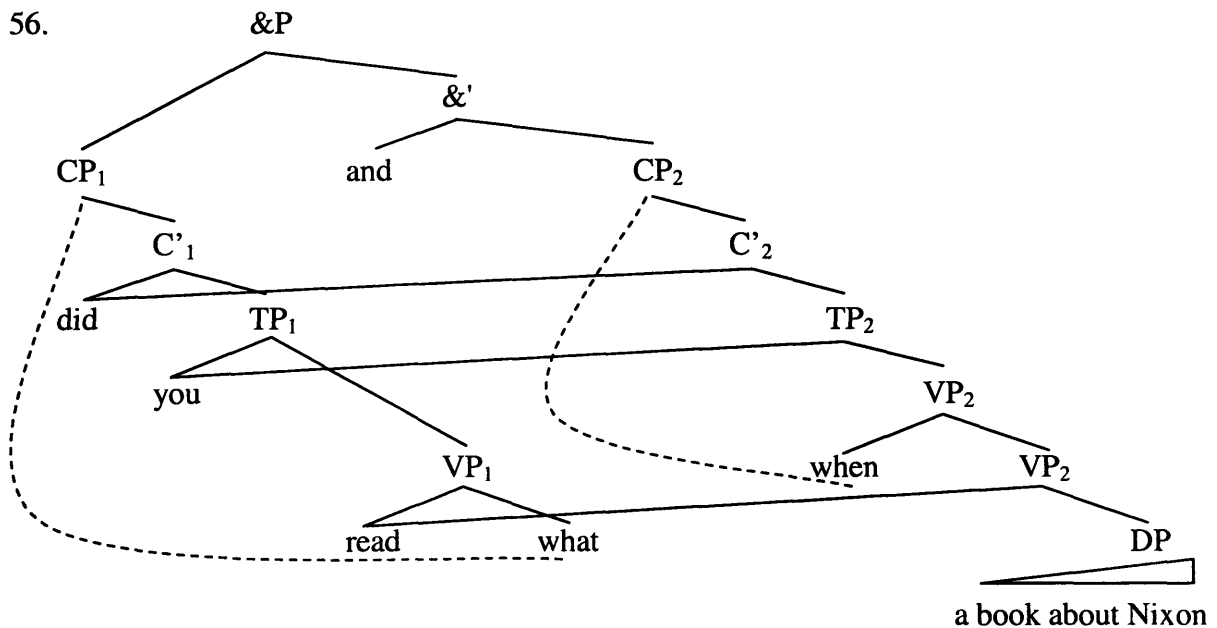 56. &P
&'
CP₁ and CP₂
C'₁ C'₂
did TP₁ TP₂
you VP₂
VP₁ when VP₂
read what DP
a book about Nixon